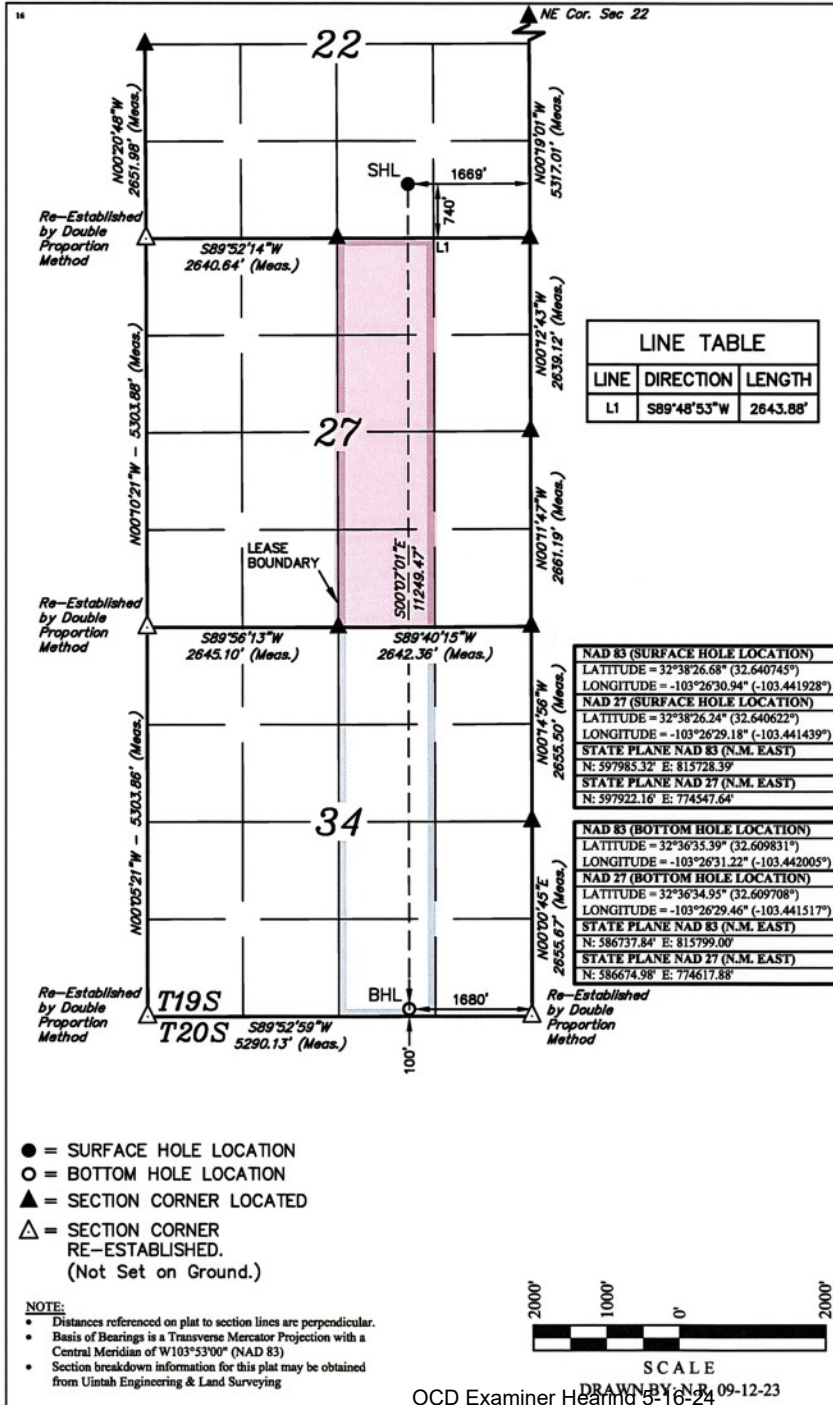 16
NE Cor. Sec 22
22
N00°20'48"W
2651.98' (Meas.)
N00°19'01"W
5317.01' (Meas.)
SHL
1669'
740'
Re-Established
by Double
Proportion
Method
S89°52'14"W
2640.64' (Meas.)
L1
N00°12'43"W
2639.12' (Meas.)
LINE TABLE
LINE DIRECTION LENGTH
L1 S89°48'53"W 2643.88'
N00°10'21"W - 5303.88' (Meas.)
27
N00°11'47"W
2661.19' (Meas.)
LEASE
BOUNDARY
S00°07'01"E
11249.47'
Re-Established
by Double
Proportion
Method
S89°56'13"W
2645.10' (Meas.)
S89°40'15"W
2642.36' (Meas.)
N00°14'56"W
2655.50' (Meas.)
NAD 83 (SURFACE HOLE LOCATION)
LATITUDE = 32°38'26.68" (32.640745°)
LONGITUDE = -103°26'30.94" (-103.441928°)
NAD 27 (SURFACE HOLE LOCATION)
LATITUDE = 32°38'26.24" (32.640622°)
LONGITUDE = -103°26'29.18" (-103.441439°)
STATE PLANE NAD 83 (N.M. EAST)
N: 597985.32' E: 815728.39'
STATE PLANE NAD 27 (N.M. EAST)
N: 597922.16' E: 774547.64'
N00°05'21"W - 5303.86' (Meas.)
34
N00°00'45"E
2655.67' (Meas.)
NAD 83 (BOTTOM HOLE LOCATION)
LATITUDE = 32°36'35.39" (32.609831°)
LONGITUDE = -103°26'31.22" (-103.442005°)
NAD 27 (BOTTOM HOLE LOCATION)
LATITUDE = 32°36'34.95" (32.609708°)
LONGITUDE = -103°26'29.46" (-103.441517°)
STATE PLANE NAD 83 (N.M. EAST)
N: 586737.84' E: 815799.00'
STATE PLANE NAD 27 (N.M. EAST)
N: 586674.98' E: 774617.88'
Re-Established
by Double
Proportion
Method
T19S
T20S
S89°52'59"W
5290.13' (Meas.)
BHL
1680'
100'
Re-Established
by Double
Proportion
Method
= SURFACE HOLE LOCATION
= BOTTOM HOLE LOCATION
= SECTION CORNER LOCATED
= SECTION CORNER
RE-ESTABLISHED.
(Not Set on Ground.)
NOTE:
• Distances referenced on plat to section lines are perpendicular.
• Basis of Bearings is a Transverse Mercator Projection with a
Central Meridian of W103°53'00" (NAD 83)
• Section breakdown information for this plat may be obtained
from Uintah Engineering & Land Surveying
2000' 1000' 0' 2000'
SCALE
DRAWN BY: N.R. 09-12-23
OCD Examiner Hearing 5-16-24